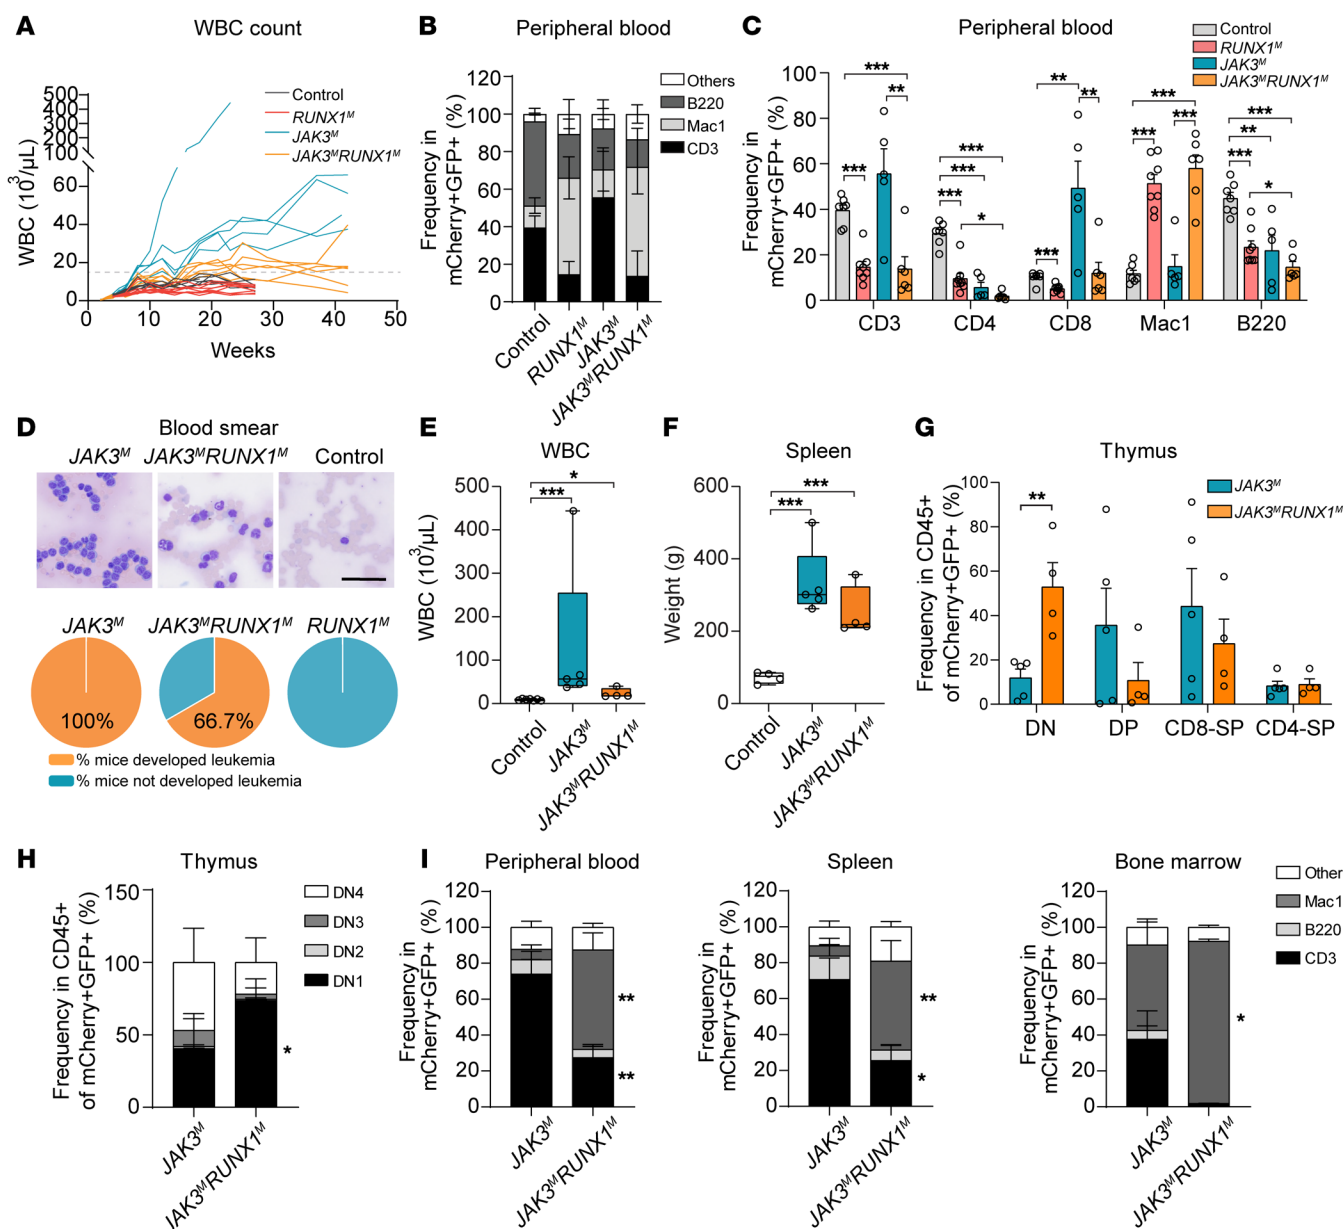 A WBC count
WBC (10³/µL)
500
400
300
200
100
60
40
20
0
0 10 20 30 40 50
Weeks
Control
RUNX1ᴹ
JAK3ᴹ
JAK3ᴹRUNX1ᴹ
B Peripheral blood
Frequency in
mCherry+GFP+ (%)
120
100
80
60
40
20
0
Others
B220
Mac1
CD3
Control
RUNX1ᴹ
JAK3ᴹ
JAK3ᴹRUNX1ᴹ
C Peripheral blood
Frequency in
mCherry+GFP+ (%)
100
80
60
40
20
0
Control
RUNX1ᴹ
JAK3ᴹ
JAK3ᴹRUNX1ᴹ
*** ** *** *** *** *** * ** ** *** *** *** *** *** ** *** *
CD3 CD4 CD8 Mac1 B220
D Blood smear
JAK3ᴹ JAK3ᴹRUNX1ᴹ Control
JAK3ᴹ JAK3ᴹRUNX1ᴹ RUNX1ᴹ
100% 66.7%
% mice developed leukemia
% mice not developed leukemia
E WBC
WBC (10³/µL)
500
400
300
200
100
0
*
***
Control
JAK3ᴹ
JAK3ᴹRUNX1ᴹ
F Spleen
Weight (g)
600
400
200
0
***
***
Control
JAK3ᴹ
JAK3ᴹRUNX1ᴹ
G Thymus
Frequency in CD45+
of mCherry+GFP+ (%)
100
80
60
40
20
0
JAK3ᴹ
JAK3ᴹRUNX1ᴹ
**
DN DP CD8-SP CD4-SP
H Thymus
Frequency in CD45+
of mCherry+GFP+ (%)
150
100
50
0
DN4
DN3
DN2
DN1
*
JAK3ᴹ
IAK3ᴹRUNX1ᴹ
I Peripheral blood
Frequency in
mCherry+GFP+ (%)
120
100
80
60
40
20
0
**
**
JAK3ᴹ
JAK3ᴹRUNX1ᴹ
Spleen
Frequency in
mCherry+GFP+ (%)
120
100
80
60
40
20
0
**
*
JAK3ᴹ
JAK3ᴹRUNX1ᴹ
Bone marrow
Frequency in
mCherry+GFP+ (%)
120
100
80
60
40
20
0
*
JAK3ᴹ
JAK3ᴹRUNX1ᴹ
Other
Mac1
B220
CD3